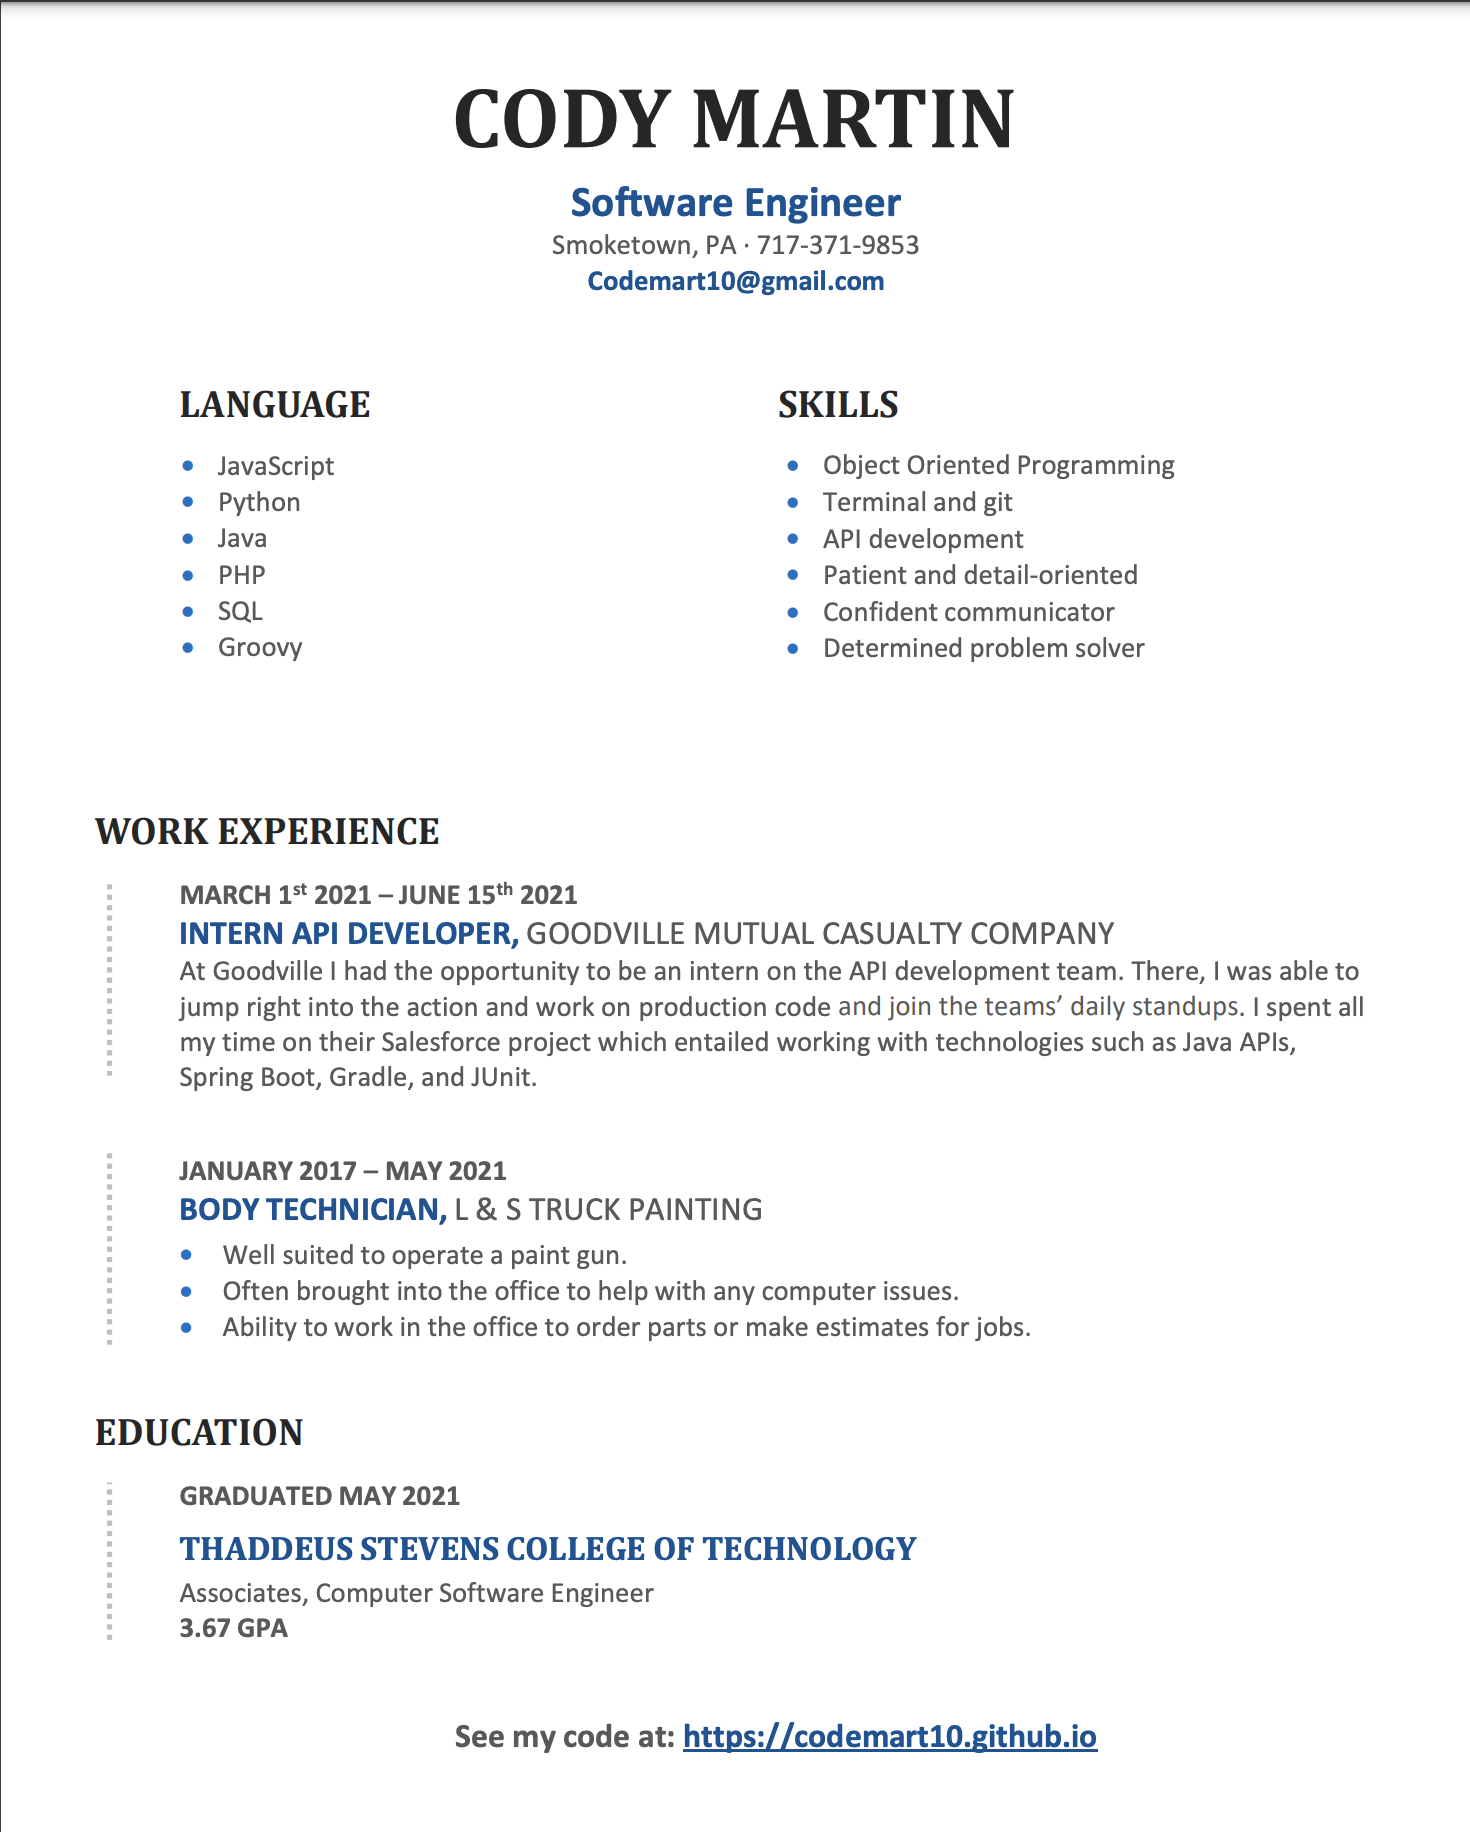 CODY MARTIN
Software Engineer
Smoketown, PA · 717-371-9853
Codemart10@gmail.com
LANGUAGE
JavaScript
Python
Java
PHP
SQL
Groovy
SKILLS
Object Oriented Programming
Terminal and git
API development
Patient and detail-oriented
Confident communicator
Determined problem solver
WORK EXPERIENCE
MARCH 1st 2021 – JUNE 15th 2021
INTERN API DEVELOPER, GOODVILLE MUTUAL CASUALTY COMPANY
At Goodville I had the opportunity to be an intern on the API development team. There, I was able to
jump right into the action and work on production code and join the teams’ daily standups. I spent all
my time on their Salesforce project which entailed working with technologies such as Java APIs,
Spring Boot, Gradle, and JUnit.
JANUARY 2017 – MAY 2021
BODY TECHNICIAN, L & S TRUCK PAINTING
Well suited to operate a paint gun.
Often brought into the office to help with any computer issues.
Ability to work in the office to order parts or make estimates for jobs.
EDUCATION
GRADUATED MAY 2021
THADDEUS STEVENS COLLEGE OF TECHNOLOGY
Associates, Computer Software Engineer
3.67 GPA
See my code at: https://codemart10.github.io